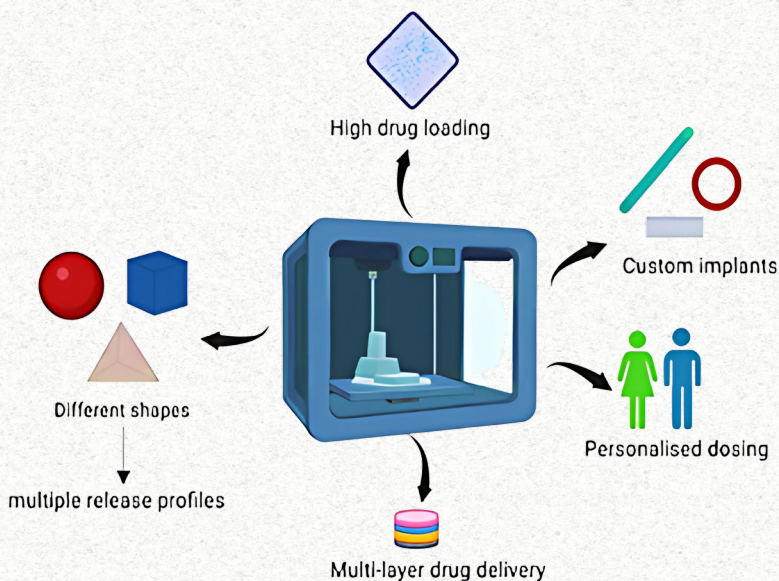 High drug loading
Custom implants
Different shapes
Personalised dosing
multiple release profiles
Multi-layer drug delivery